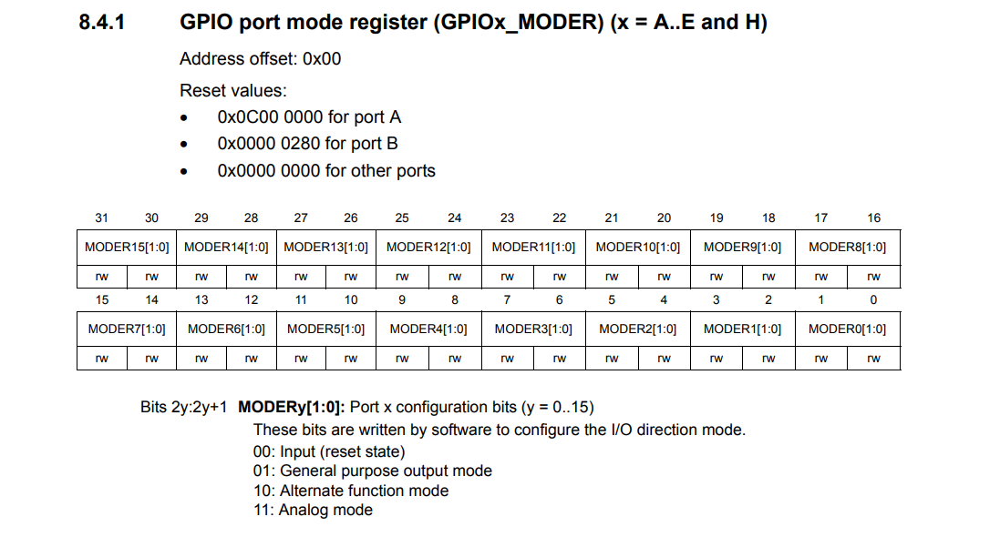 8.4.1 GPIO port mode register (GPIOx_MODER) (x = A..E and H)
Address offset: 0x00
Reset values:
• 0x0C00 0000 for port A
• 0x0000 0280 for port B
• 0x0000 0000 for other ports
31 30 29 28 27 26 25 24 23 22 21 20 19 18 17 16
MODER15[1:0] MODER14[1:0] MODER13[1:0] MODER12[1:0] MODER11[1:0] MODER10[1:0] MODER9[1:0] MODER8[1:0]
rw rw rw rw rw rw rw rw rw rw rw rw rw rw rw rw
15 14 13 12 11 10 9 8 7 6 5 4 3 2 1 0
MODER7[1:0] MODER6[1:0] MODER5[1:0] MODER4[1:0] MODER3[1:0] MODER2[1:0] MODER1[1:0] MODER0[1:0]
rw rw rw rw rw rw rw rw rw rw rw rw rw rw rw rw
Bits 2y:2y+1 MODERy[1:0]: Port x configuration bits (y = 0..15)
These bits are written by software to configure the I/O direction mode.
00: Input (reset state)
01: General purpose output mode
10: Alternate function mode
11: Analog mode